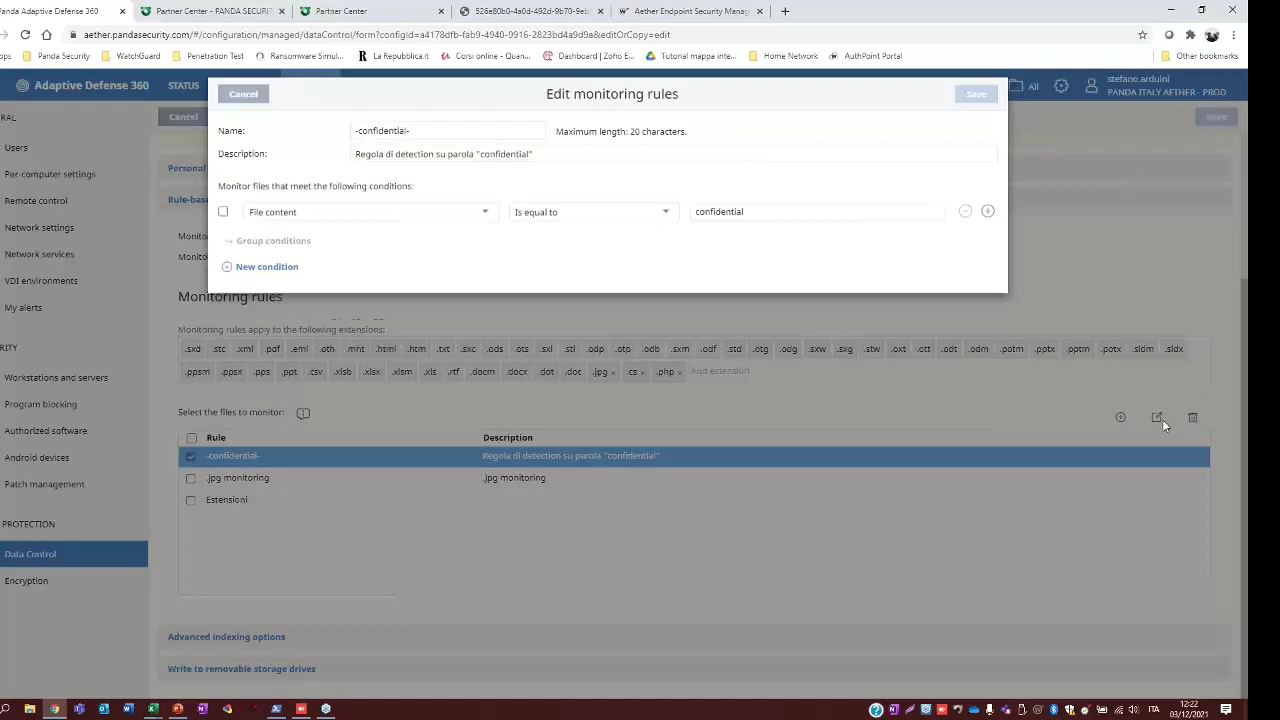 anda Adaptive Defense 360 × Partner Center - PANDA SECURIT × Partner Center × 526e80b0-4a0d-492d-9b70-9eb × Aether Endpoint Security Manag × +
aether.pandasecurity.com/#/configuration/managed/dataControl/form?configId=a4178dfb-fab9-4940-9916-2823bd4a9d9a&editOrCopy=edit
ps Panda Security WatchGuard Penetration Test Ransomware Simu... La Repubblica.it Corsi online - Quan... Dashboard | Zoho E... Tutorial mappa inte... Home Network AuthPoint Portal Other bookmarks
Adaptive Defense 360 STATUS All stefano.arduini
PANDA ITALY AETHER - PROD
Cancel Edit monitoring rules Save
RAL Cancel Save
Name: -confidential- Maximum length: 20 characters.
Users
Description: Regola di detection su parola "confidential"
Per-computer settings Personal
Monitor files that meet the following conditions:
Remote control Rule-bas
File content Is equal to confidential
Network settings Monito
Group conditions
Network services Monito
New condition
VDI environments
Monitoring rules
My alerts
Monitoring rules apply to the following extensions:
RITY .sxd .stc .xml .pdf .eml .oth .mht .html .htm .txt .sxc .ods .ots .sxi .sti .odp .otp .odb .sxm .odf .std .otg .odg .sxw .sxg .stw .oxt .ott .odt .odm .potm .pptx .pptm .potx .sldm .sldx
.ppsm .ppsx .pps .ppt .csv .xlsb .xlsx .xlsm .xls .rtf .docm .docx .dot .doc .jpg × .cs × .php × Add extension
Workstations and servers
Program blocking
Select the files to monitor:
Authorized software
Rule Description
Android devices
-confidential- Regola di detection su parola "confidential"
.jpg monitoring .jpg monitoring
Patch management
Estensioni
PROTECTION
Data Control
Encryption
Advanced indexing options
Write to removable storage drives
ITA 12:22
03/12/2021